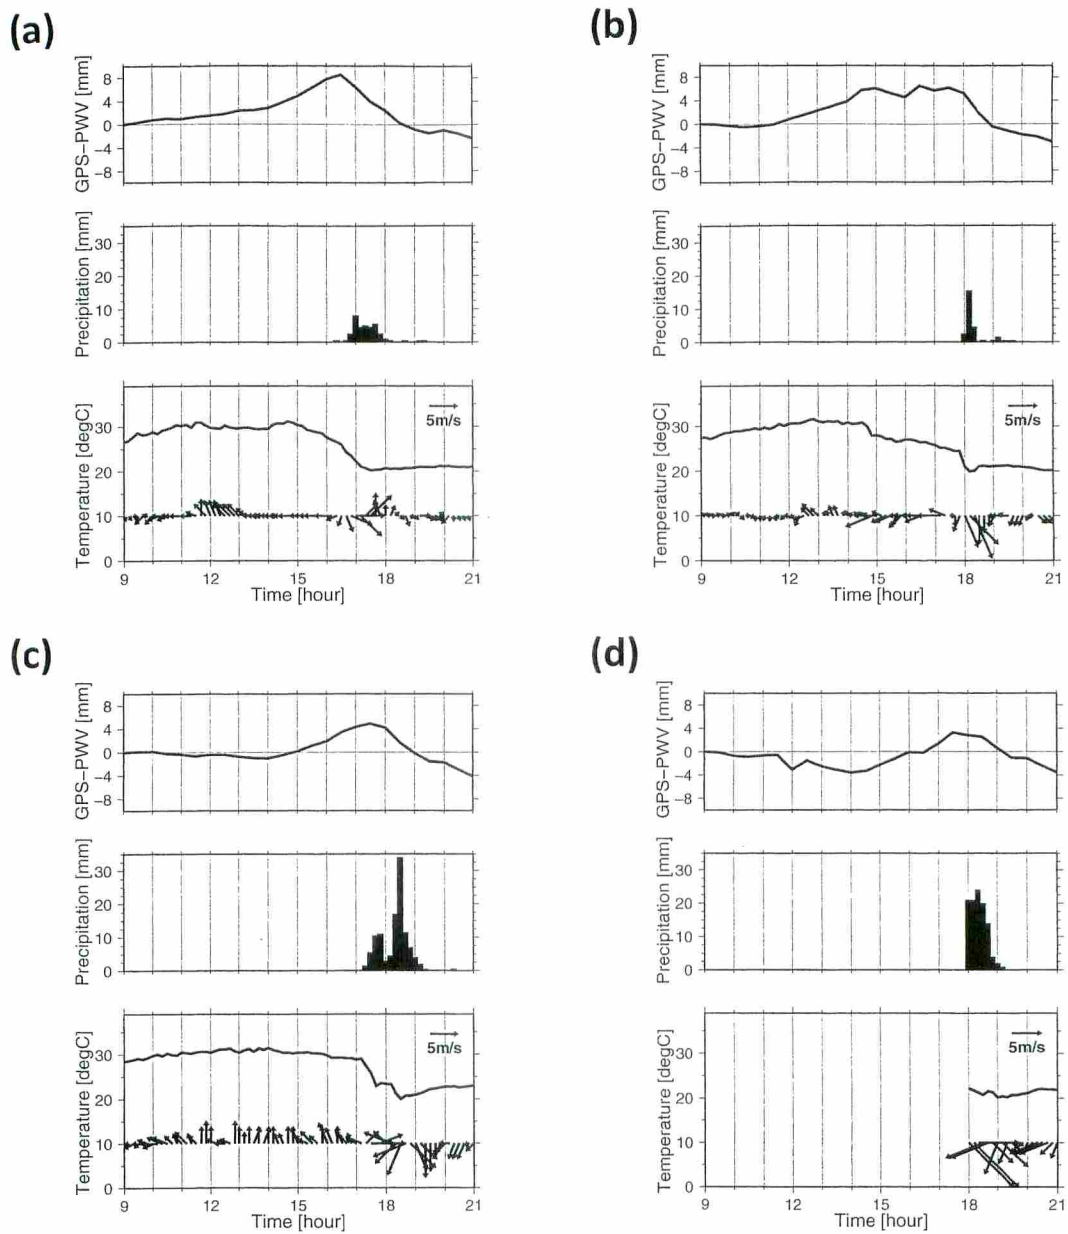 (a)
GPS-PWV [mm]
8
4
0
-4
-8
Precipitation [mm]
30
20
10
0
Temperature [degC]
30
20
10
0
5m/s
9 12 15 18 21
Time [hour]
(b)
GPS-PWV [mm]
8
4
0
-4
-8
Precipitation [mm]
30
20
10
0
Temperature [degC]
30
20
10
0
5m/s
9 12 15 18 21
Time [hour]
(c)
GPS-PWV [mm]
8
4
0
-4
-8
Precipitation [mm]
30
20
10
0
Temperature [degC]
30
20
10
0
5m/s
9 12 15 18 21
Time [hour]
(d)
GPS-PWV [mm]
8
4
0
-4
-8
Precipitation [mm]
30
20
10
0
Temperature [degC]
30
20
10
0
5m/s
9 12 15 18 21
Time [hour]